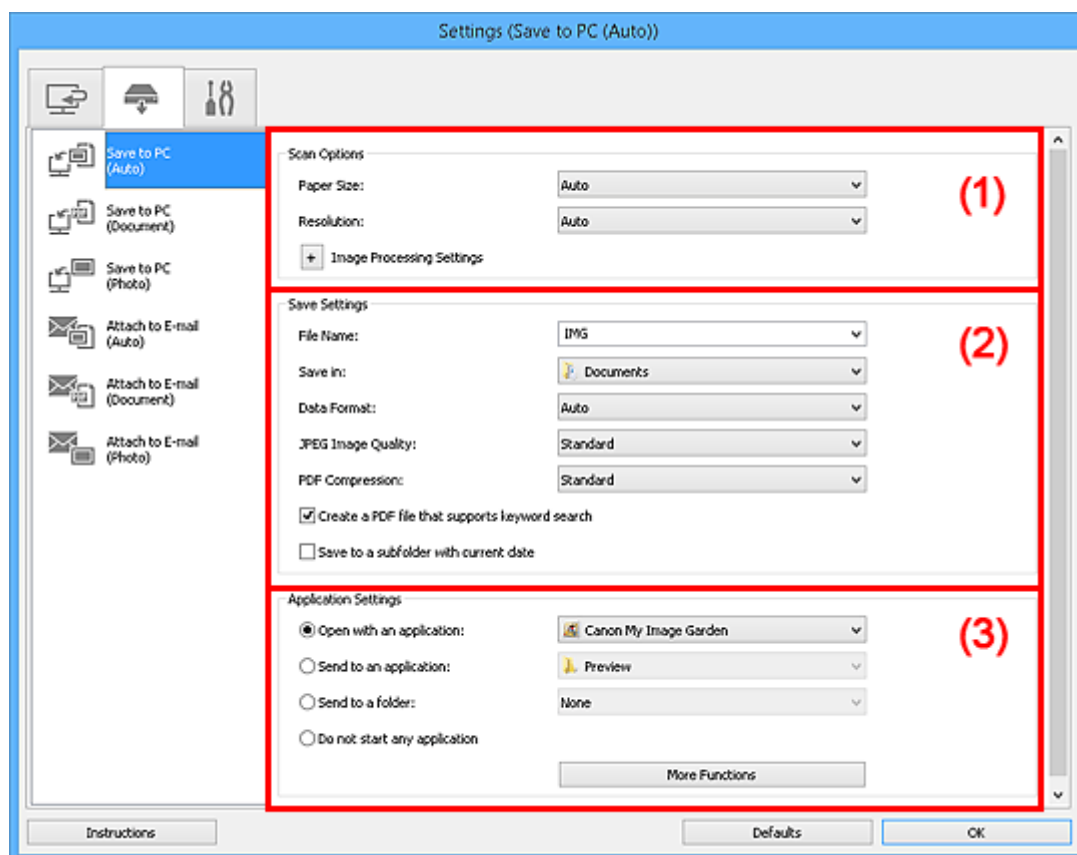 Settings (Save to PC (Auto))
Save to PC
(Auto)
Save to PC
(Document)
Save to PC
(Photo)
Attach to E-mail
(Auto)
Attach to E-mail
(Document)
Attach to E-mail
(Photo)
Scan Options
(1)
Paper Size: Auto
Resolution: Auto
+ Image Processing Settings
Save Settings
(2)
File Name: IMG
Save in: Documents
Data Format: Auto
JPEG Image Quality: Standard
PDF Compression: Standard
Create a PDF file that supports keyword search
Save to a subfolder with current date
Application Settings
(3)
Open with an application: Canon My Image Garden
Send to an application: Preview
Send to a folder: None
Do not start any application
More Functions
Instructions Defaults OK